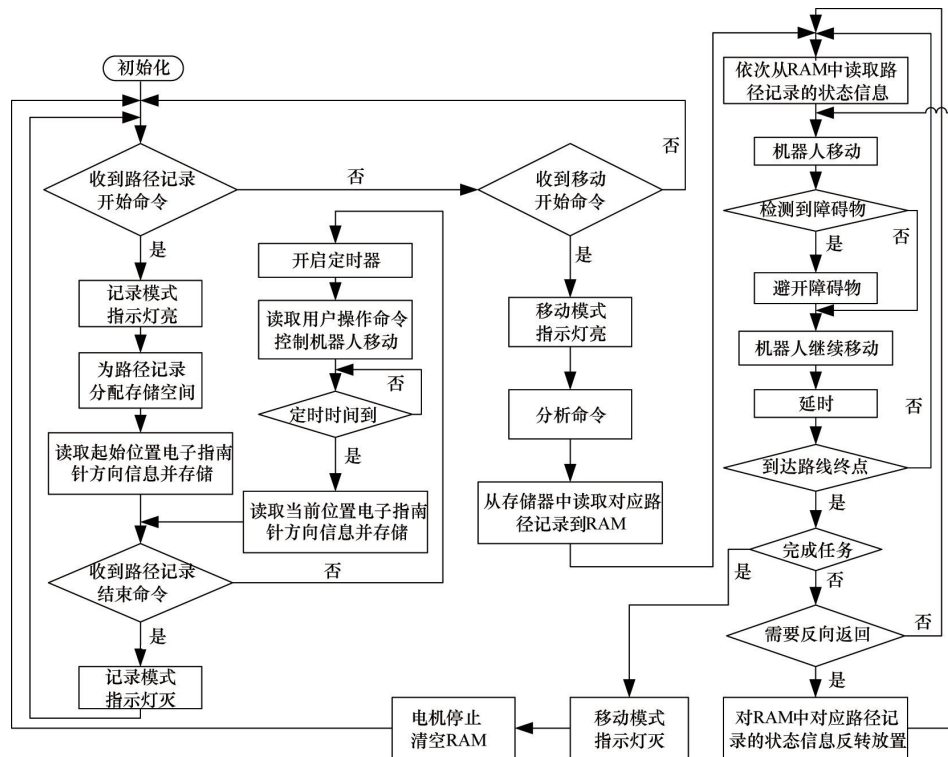 初始化
收到路径记录
开始命令
否
是
记录模式
指示灯亮
为路径记录
分配存储空间
读取起始位置电子指南
针方向信息并存储
收到路径记录
结束命令
否
是
记录模式
指示灯灭
开启定时器
读取用户操作命令
控制机器人移动
否
定时时间到
是
读取当前位置电子指南
针方向信息并存储
收到移动
开始命令
否
是
移动模式
指示灯亮
分析命令
从存储器中读取对应路
径记录到RAM
依次从RAM中读取路
径记录的状态信息
机器人移动
检测到障碍物
否
是
避开障碍物
机器人继续移动
延时
否
到达路线终点
是
完成任务
是
否
需要反向返回
否
是
对RAM中对应路径记
录的状态信息反转放置
移动模式
指示灯灭
电机停止
清空RAM